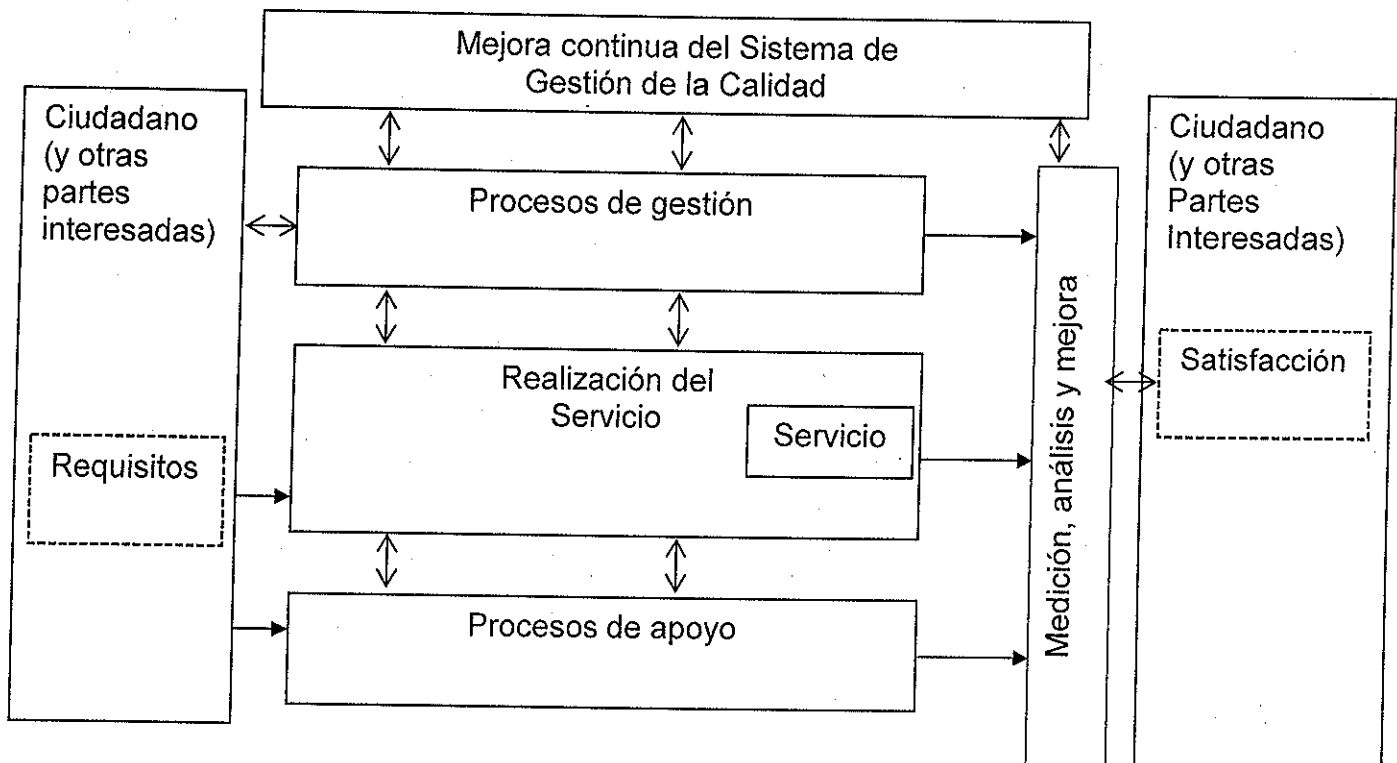 Mejora continua del Sistema de
Gestión de la Calidad
Ciudadano
(y otras
partes
interesadas)
Procesos de gestión
Realización del
Servicio
Servicio
Requisitos
Procesos de apoyo
Medición, análisis y mejora
Ciudadano
(y otras
Partes
Interesadas)
Satisfacción